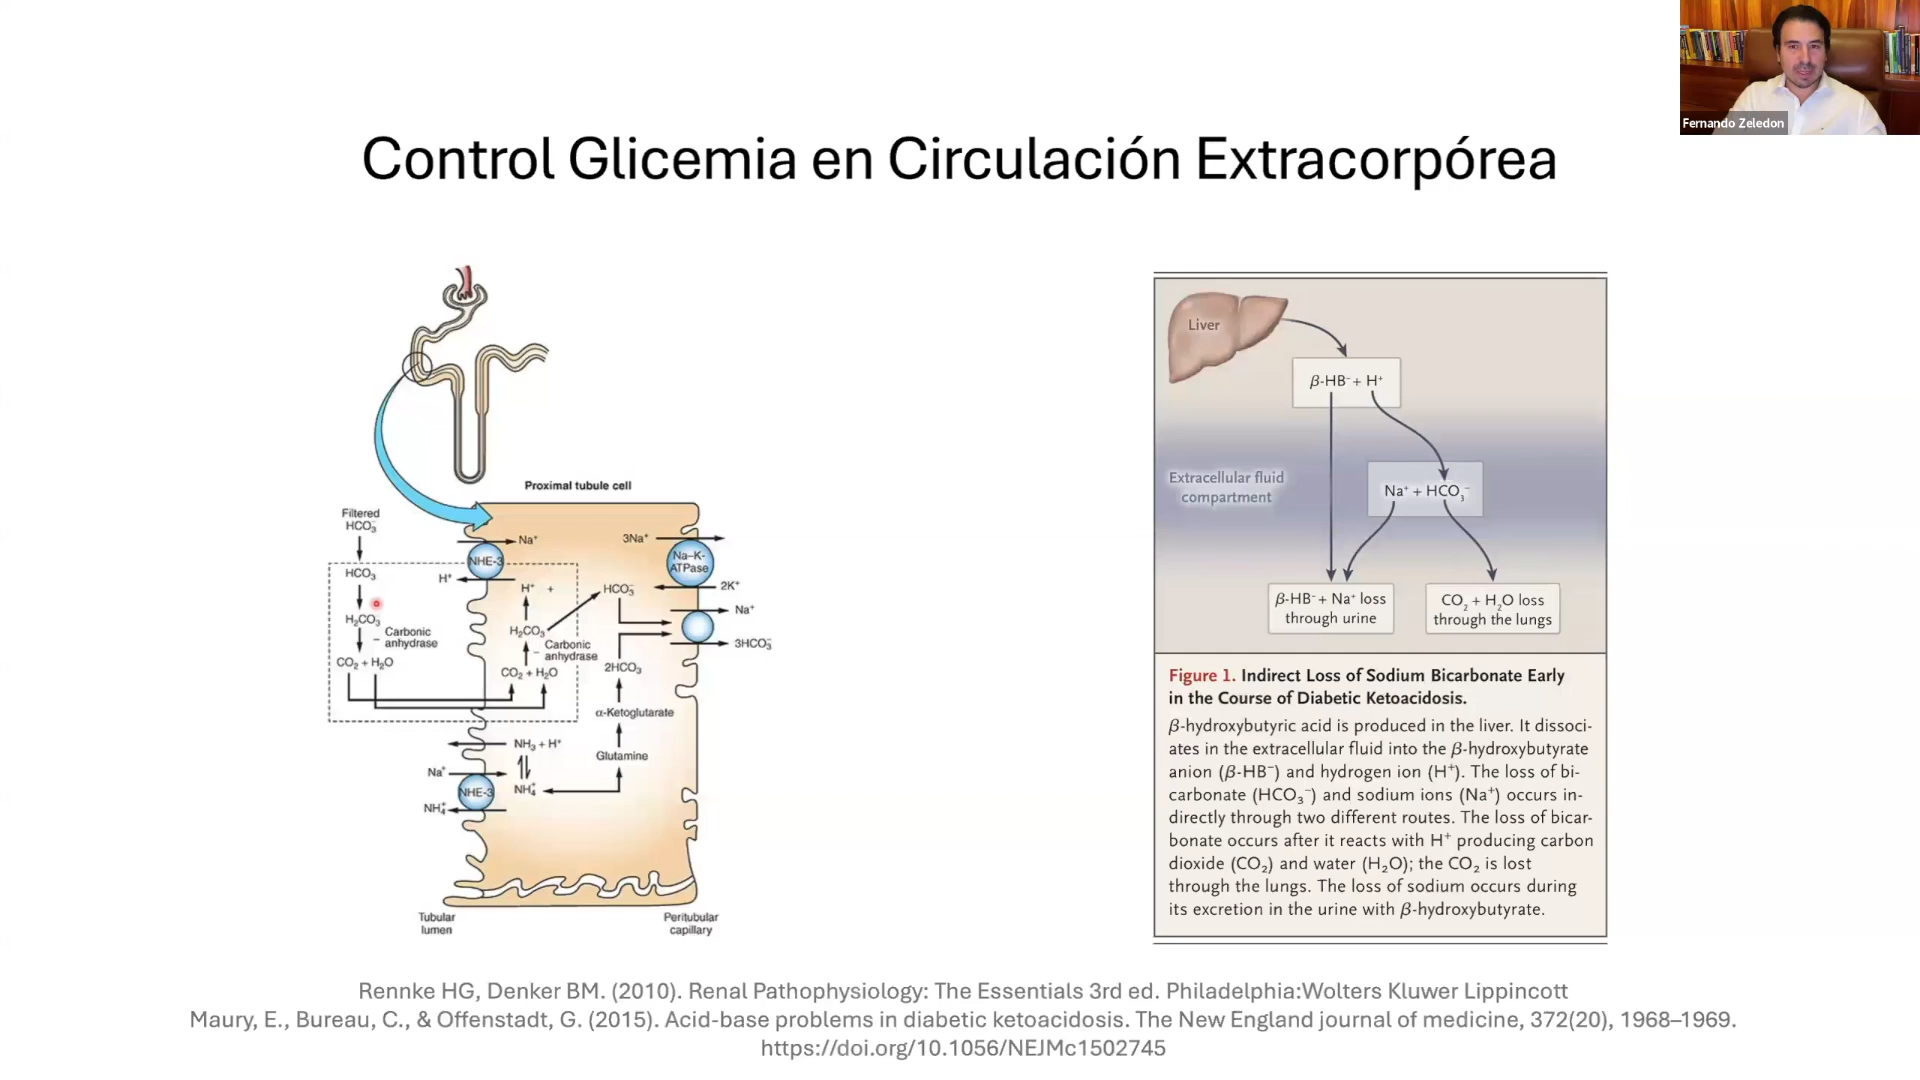 Fernando Zeledon
Control Glicemia en Circulación Extracorpórea
Proximal tubule cell
Filtered
HCO₃⁻
HCO₃
H₂CO₃
Carbonic
anhydrase
CO₂ + H₂O
Na⁺
NHE-3
H⁺
H⁺ +
HCO₃⁻
H₂CO₃
Carbonic
anhydrase
CO₂ + H₂O
3Na⁺
Na–K-
ATPase
2K⁺
Na⁺
3HCO₃⁻
2HCO₃
α-Ketoglutarate
Glutamine
NH₃ + H⁺
NH₄⁺
Na⁺
NHE-3
NH₄⁺
Tubular
lumen
Peritubular
capillary
Liver
β-HB⁻ + H⁺
Extracellular fluid
compartment
Na⁺ + HCO₃⁻
β-HB⁻ + Na⁺ loss
through urine
CO₂ + H₂O loss
through the lungs
Figure 1. Indirect Loss of Sodium Bicarbonate Early
in the Course of Diabetic Ketoacidosis.
β-hydroxybutyric acid is produced in the liver. It dissoci-
ates in the extracellular fluid into the β-hydroxybutyrate
anion (β-HB⁻) and hydrogen ion (H⁺). The loss of bi-
carbonate (HCO₃⁻) and sodium ions (Na⁺) occurs in-
directly through two different routes. The loss of bicar-
bonate occurs after it reacts with H⁺ producing carbon
dioxide (CO₂) and water (H₂O); the CO₂ is lost
through the lungs. The loss of sodium occurs during
its excretion in the urine with β-hydroxybutyrate.
Rennke HG, Denker BM. (2010). Renal Pathophysiology: The Essentials 3rd ed. Philadelphia:Wolters Kluwer Lippincott
Maury, E., Bureau, C., & Offenstadt, G. (2015). Acid-base problems in diabetic ketoacidosis. The New England journal of medicine, 372(20), 1968–1969.
https://doi.org/10.1056/NEJMc1502745